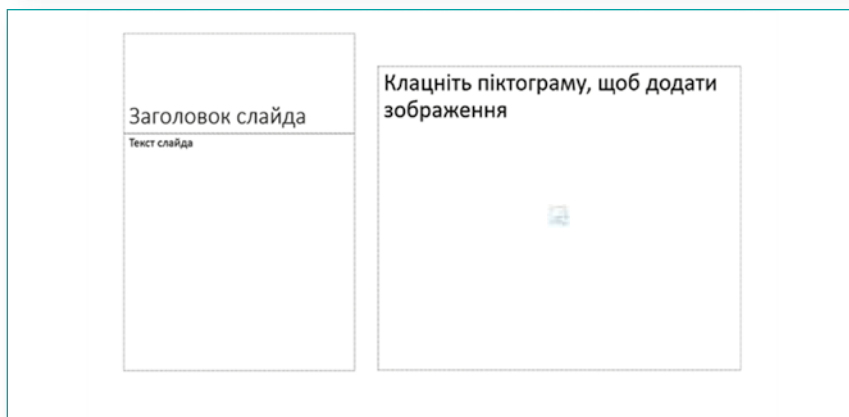 Заголовок слайда
Текст слайда
Клацніть піктограму, щоб додати
зображення